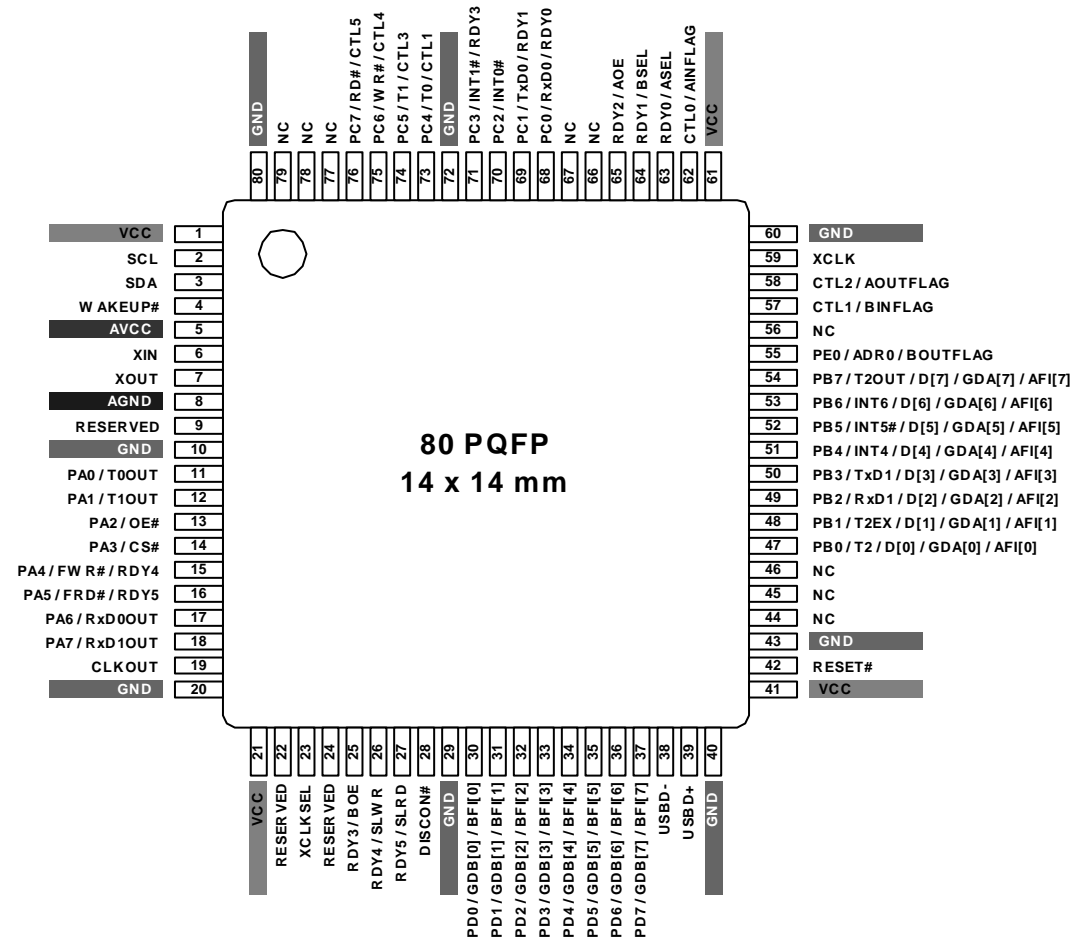 GND
NC
NC
NC
PC7/RD#/CTL5
PC6/WR#/CTL4
PC5/T1/CTL3
PC4/T0/CTL1
GND
PC3/INT1#/RDY3
PC2/INT0#
PC1/TxD0/RDY1
PC0/RxD0/RDY0
NC
NC
RDY2/AOE
RDY1/BSEL
RDY0/ASEL
CTL0/AINFLAG
VCC
80
79
78
77
76
75
74
73
72
71
70
69
68
67
66
65
64
63
62
61
VCC 1
SCL 2
SDA 3
WAKEUP# 4
AVCC 5
XIN 6
XOUT 7
AGND 8
RESERVED 9
GND 10
PA0/T0OUT 11
PA1/T1OUT 12
PA2/OE# 13
PA3/CS# 14
PA4/FWR#/RDY4 15
PA5/FRD#/RDY5 16
PA6/RxD0OUT 17
PA7/RxD1OUT 18
CLKOUT 19
GND 20
80 PQFP
14 x 14 mm
60 GND
59 XCLK
58 CTL2/AOUTFLAG
57 CTL1/BINFLAG
56 NC
55 PE0/ADR0/BOUTFLAG
54 PB7/T2OUT/D[7]/GDA[7]/AFI[7]
53 PB6/INT6/D[6]/GDA[6]/AFI[6]
52 PB5/INT5#/D[5]/GDA[5]/AFI[5]
51 PB4/INT4/D[4]/GDA[4]/AFI[4]
50 PB3/TxD1/D[3]/GDA[3]/AFI[3]
49 PB2/RxD1/D[2]/GDA[2]/AFI[2]
48 PB1/T2EX/D[1]/GDA[1]/AFI[1]
47 PB0/T2/D[0]/GDA[0]/AFI[0]
46 NC
45 NC
44 NC
43 GND
42 RESET#
41 VCC
21
22
23
24
25
26
27
28
29
30
31
32
33
34
35
36
37
38
39
40
VCC
RESERVED
XCLKSEL
RESERVED
RDY3/BOE
RDY4/SLWR
RDY5/SLRD
DISCON#
GND
PD0/GDB[0]/BFI[0]
PD1/GDB[1]/BFI[1]
PD2/GDB[2]/BFI[2]
PD3/GDB[3]/BFI[3]
PD4/GDB[4]/BFI[4]
PD5/GDB[5]/BFI[5]
PD6/GDB[6]/BFI[6]
PD7/GDB[7]/BFI[7]
USBD-
USBD+
GND